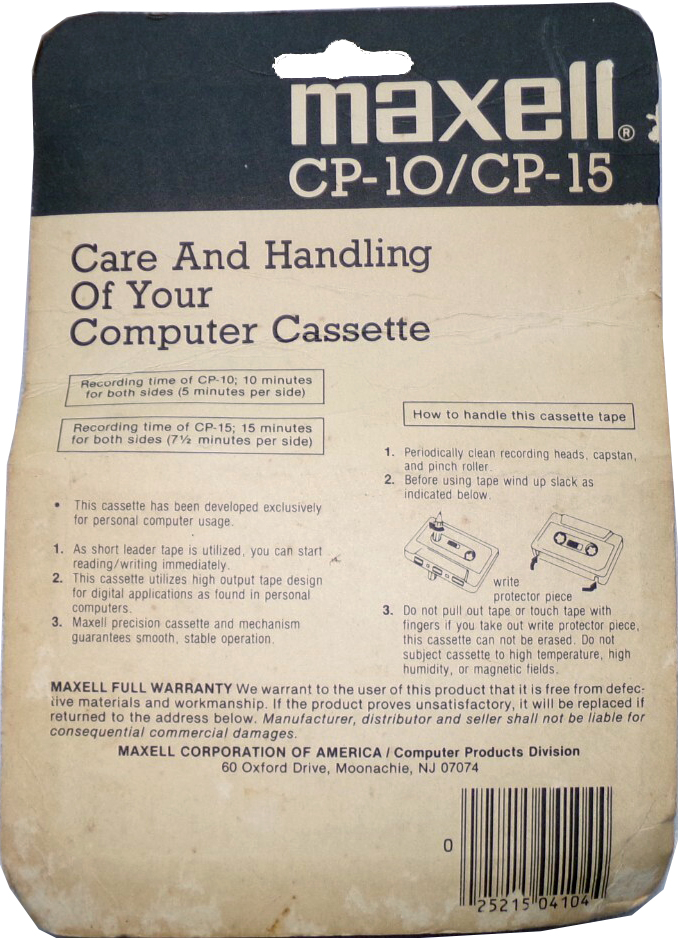 maxell®
CP-10/CP-15
Care And Handling
Of Your
Computer Cassette
Recording time of CP-10; 10 minutes
for both sides (5 minutes per side)
Recording time of CP-15; 15 minutes
for both sides (7½ minutes per side)
• This cassette has been developed exclusively
for personal computer usage.
1. As short leader tape is utilized, you can start
reading/writing immediately.
2. This cassette utilizes high output tape design
for digital applications as found in personal
computers.
3. Maxell precision cassette and mechanism
guarantees smooth, stable operation.
How to handle this cassette tape
1. Periodically clean recording heads, capstan,
and pinch roller.
2. Before using tape wind up slack as
indicated below.
write
protector piece
3. Do not pull out tape or touch tape with
fingers if you take out write protector piece,
this cassette can not be erased. Do not
subject cassette to high temperature, high
humidity, or magnetic fields.
MAXELL FULL WARRANTY We warrant to the user of this product that it is free from defec-
tive materials and workmanship. If the product proves unsatisfactory, it will be replaced if
returned to the address below. Manufacturer, distributor and seller shall not be liable for
consequential commercial damages.
MAXELL CORPORATION OF AMERICA / Computer Products Division
60 Oxford Drive, Moonachie, NJ 07074
0
25215 04104